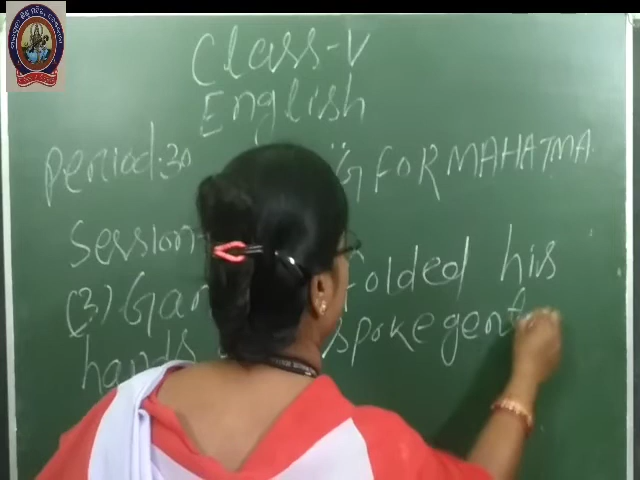 Class-V
English
Period:30 "G FOR MAHATMA
Session-
(3.) Gan folded his
hands spoke gent